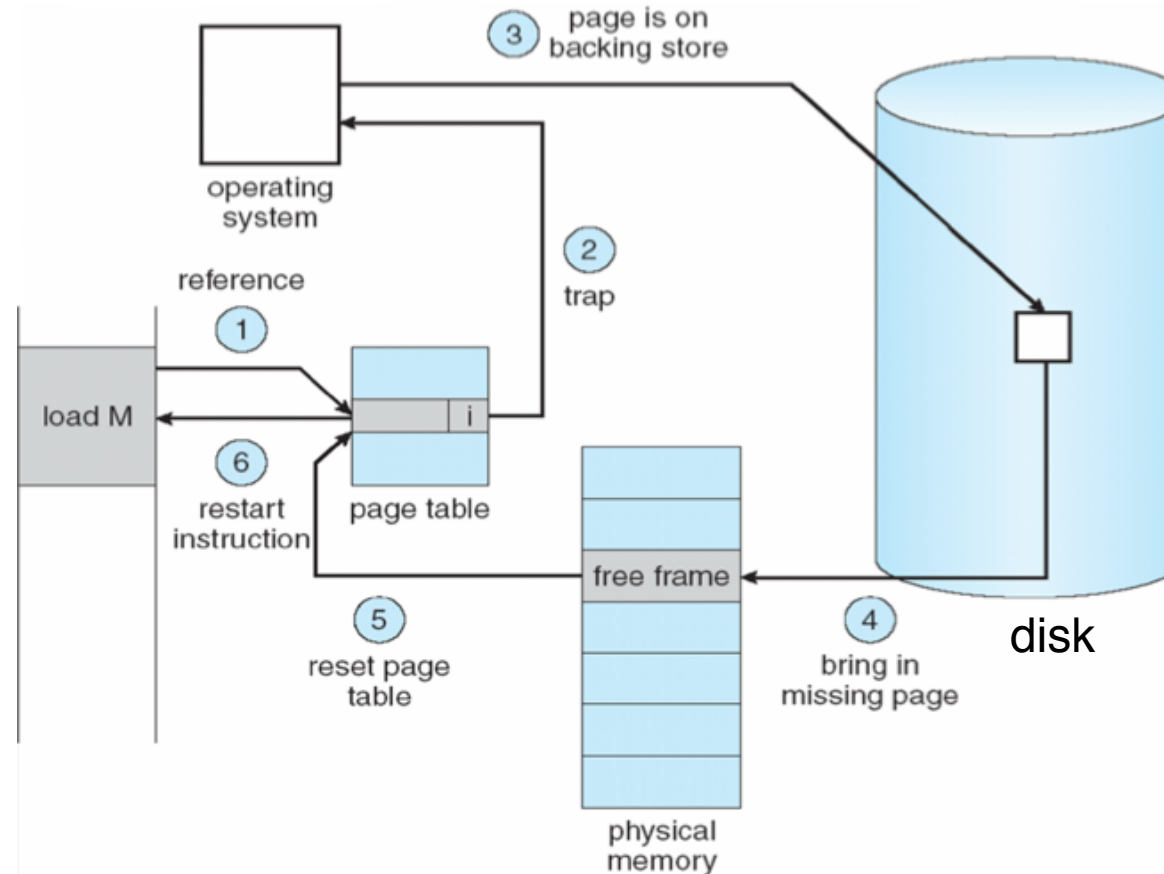 3
page is on
backing store
operating
system
2
trap
reference
1
load M
i
6
restart
instruction
page table
free frame
5
reset page
table
4
bring in
missing page
disk
physical
memory